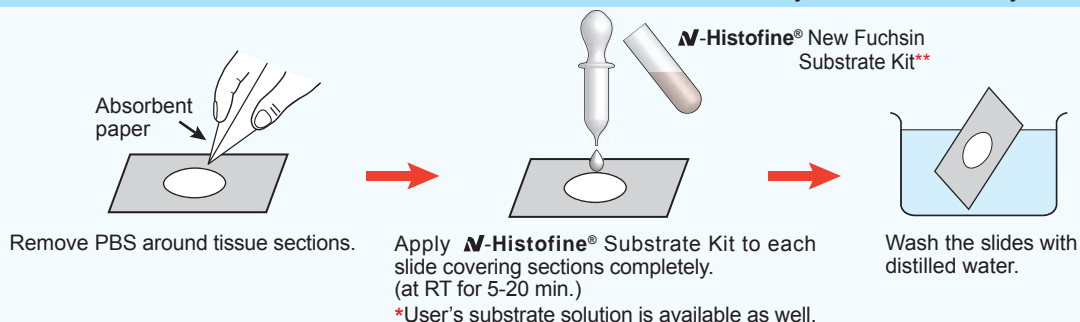 N-Histofine® New Fuchsin
Substrate Kit**
Absorbent
paper
Remove PBS around tissue sections.
Apply N-Histofine® Substrate Kit to each
slide covering sections completely.
(at RT for 5-20 min.)
*User's substrate solution is available as well.
Wash the slides with
distilled water.